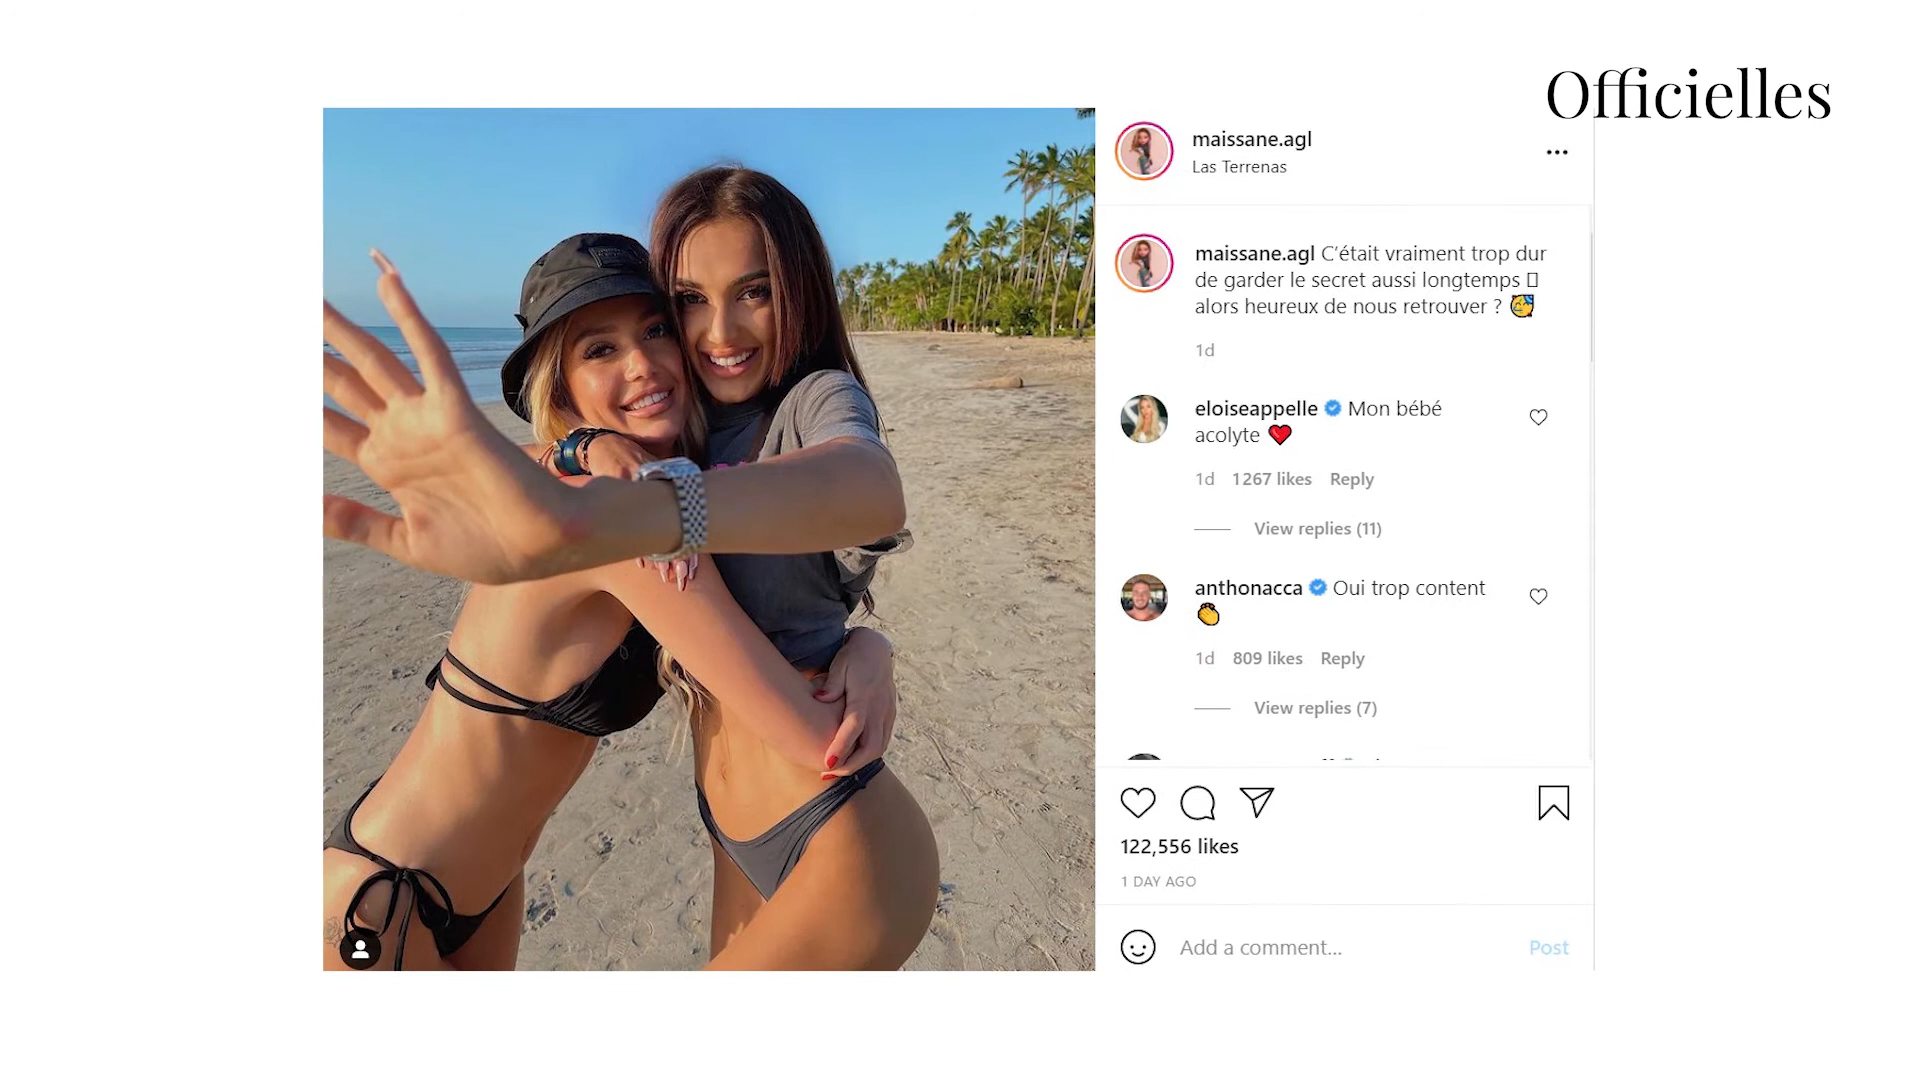 Officielles
maissane.agl
Las Terrenas
maissane.agl C'était vraiment trop dur
de garder le secret aussi longtemps
alors heureux de nous retrouver ? 🥳
1d
eloiseappelle Mon bébé
acolyte ❤️
1d 1267 likes Reply
View replies (11)
anthonacca Oui trop content
👏
1d 809 likes Reply
View replies (7)
122,556 likes
1 DAY AGO
Add a comment... Post